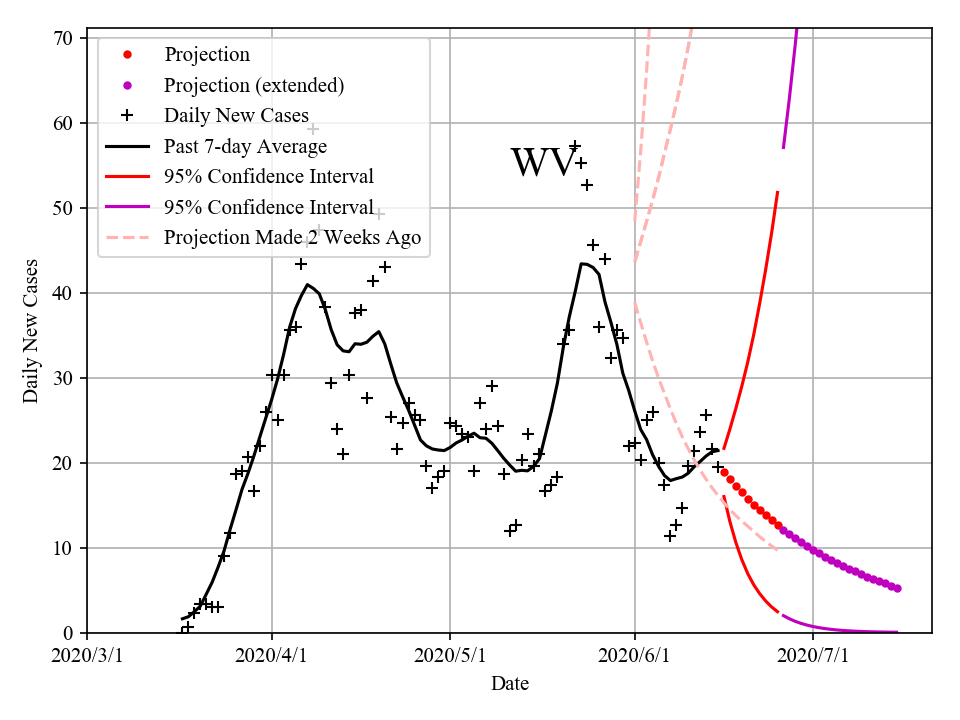 70
60
50
40
30
20
10
0
Daily New Cases
Projection
Projection (extended)
Daily New Cases
Past 7-day Average
95% Confidence Interval
95% Confidence Interval
Projection Made 2 Weeks Ago
WV
2020/3/1
2020/4/1
2020/5/1
2020/6/1
2020/7/1
Date